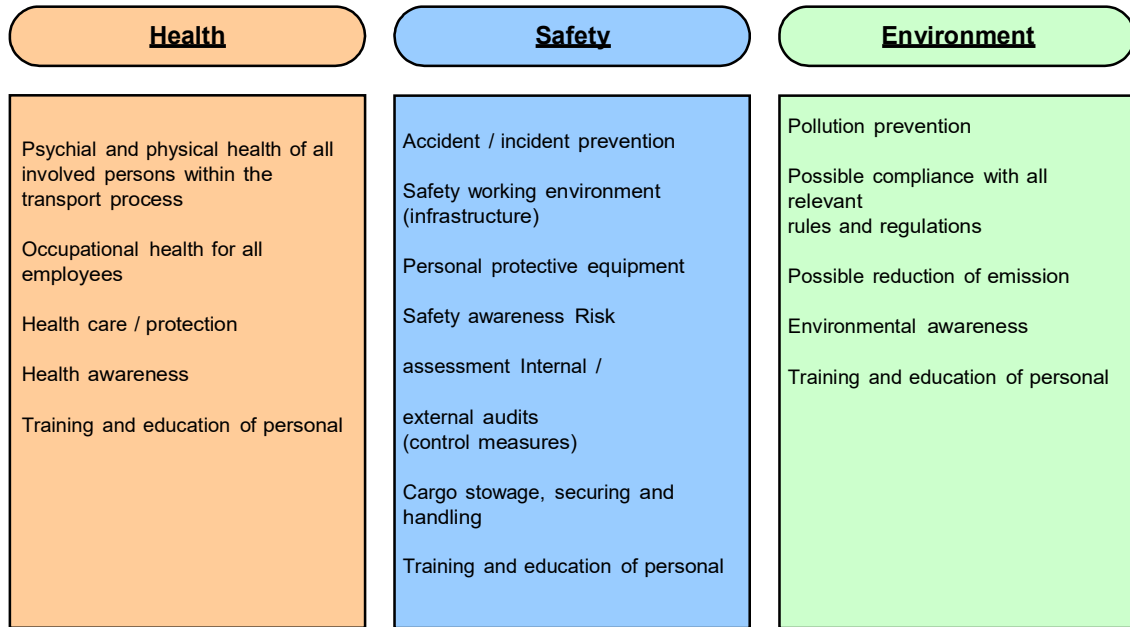 Health
Psychial and physical health of all
involved persons within the
transport process
Occupational health for all
employees
Health care / protection
Health awareness
Training and education of personal
Safety
Accident / incident prevention
Safety working environment
(infrastructure)
Personal protective equipment
Safety awareness Risk
assessment Internal /
external audits
(control measures)
Cargo stowage, securing and
handling
Training and education of personal
Environment
Pollution prevention
Possible compliance with all
relevant
rules and regulations
Possible reduction of emission
Environmental awareness
Training and education of personal